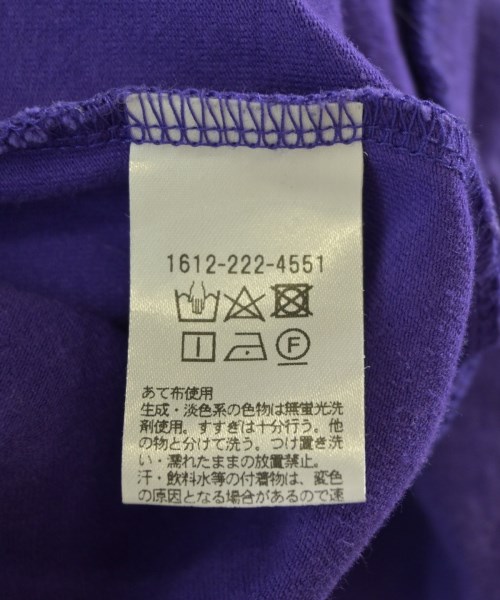 1612-222-4551
F
あて布使用
生成・淡色系の色物は無蛍光洗
剤使用。すすぎは十分行う。他
の物と分けて洗う。つけ置き洗
い・濡れたままの放置禁止。
汗・飲料水等の付着物は、変色
の原因となる場合があるので速